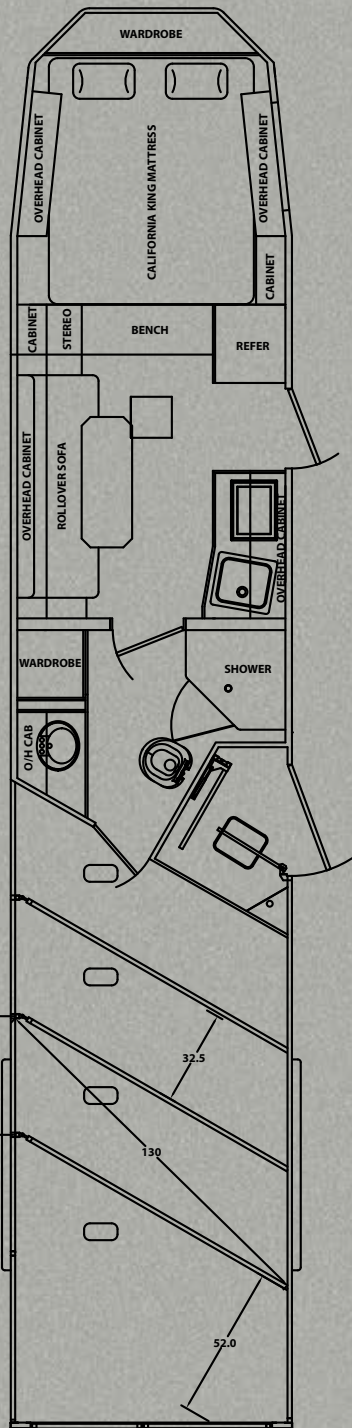 WARDROBE
OVERHEAD CABINET
CALIFORNIA KING MATTRESS
OVERHEAD CABINET
CABINET
CABINET
STEREO
BENCH
REFER
OVERHEAD CABINET
ROLLOVER SOFA
OVERHEAD CABINET
WARDROBE
SHOWER
O/H CAB
32.5
130
52.0